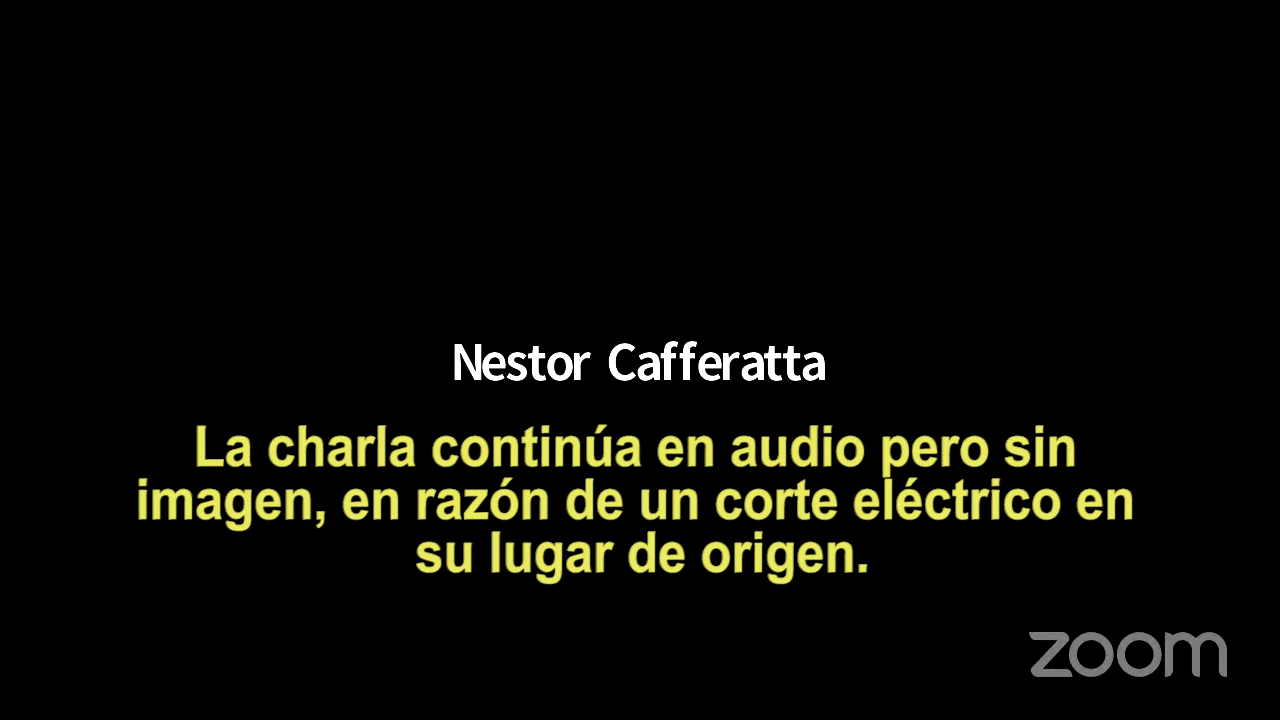 Nestor Cafferatta
La charla continúa en audio pero sin
imagen, en razón de un corte eléctrico en
su lugar de origen.
zoom